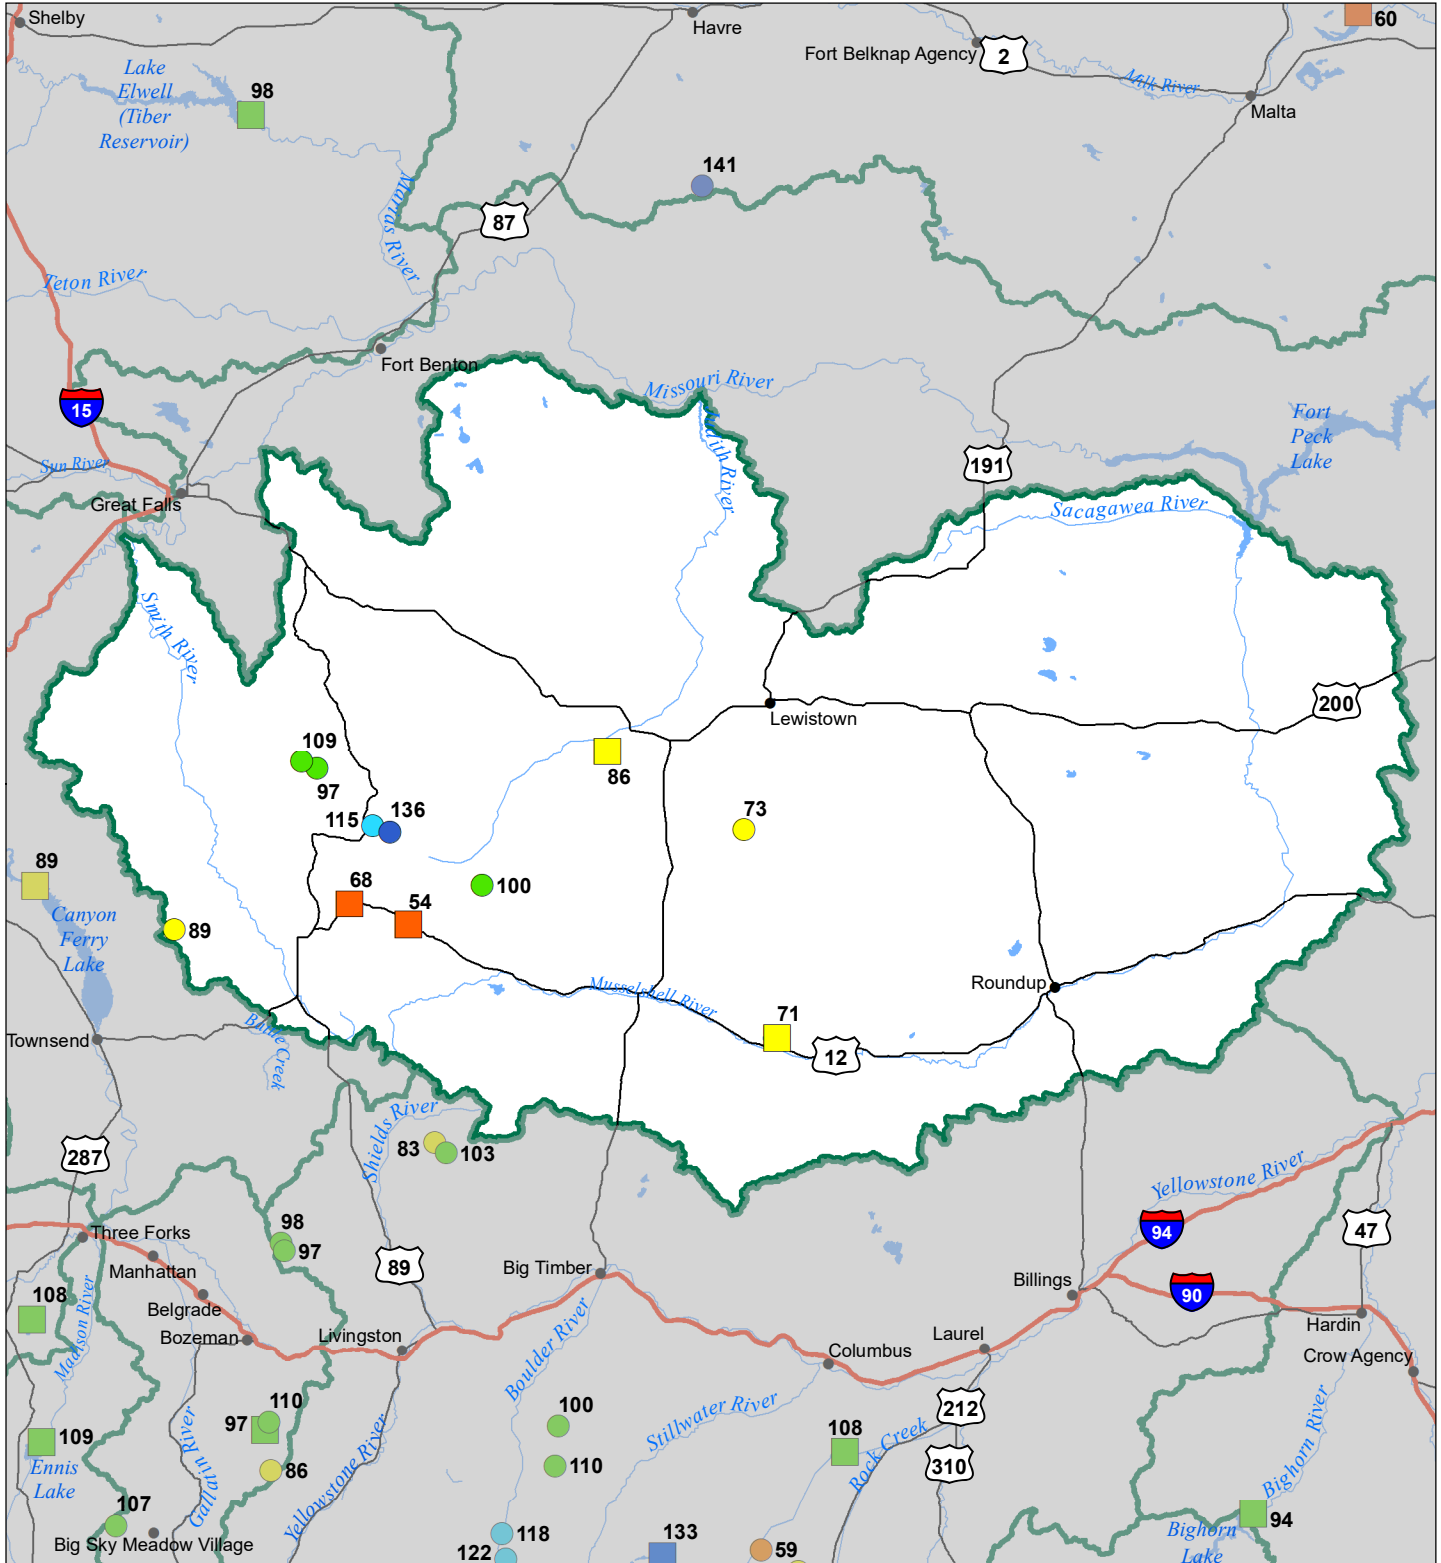 Shelby
Havre
60
Fort Belknap Agency
2
Lake
Elwell
(Tiber
Reservoir)
98
Milk River
Malta
141
Marias River
87
Teton River
Fort Benton
Missouri River
15
Judith River
Fort
Peck
Lake
Sun River
191
Great Falls
Sacagawea River
Smith River
200
Lewistown
109
97
86
115
136
73
89
68
54
100
Canyon
Ferry
Lake
89
Roundup
Musselshell River
71
12
Battle Creek
Townsend
Shields River
83
103
287
Yellowstone River
94
47
Three Forks
98
97
Manhattan
89
Big Timber
Billings
90
108
Belgrade
Madison River
Bozeman
Livingston
Boulder River
Laurel
Hardin
Columbus
Crow Agency
110
97
100
Stillwater River
212
108
Rock Creek
109
Ennis
Lake
86
Gallatin River
Yellowstone River
110
310
Bighorn River
107
Big Sky Meadow Village
118
122
133
59
94
Bighorn
Lake